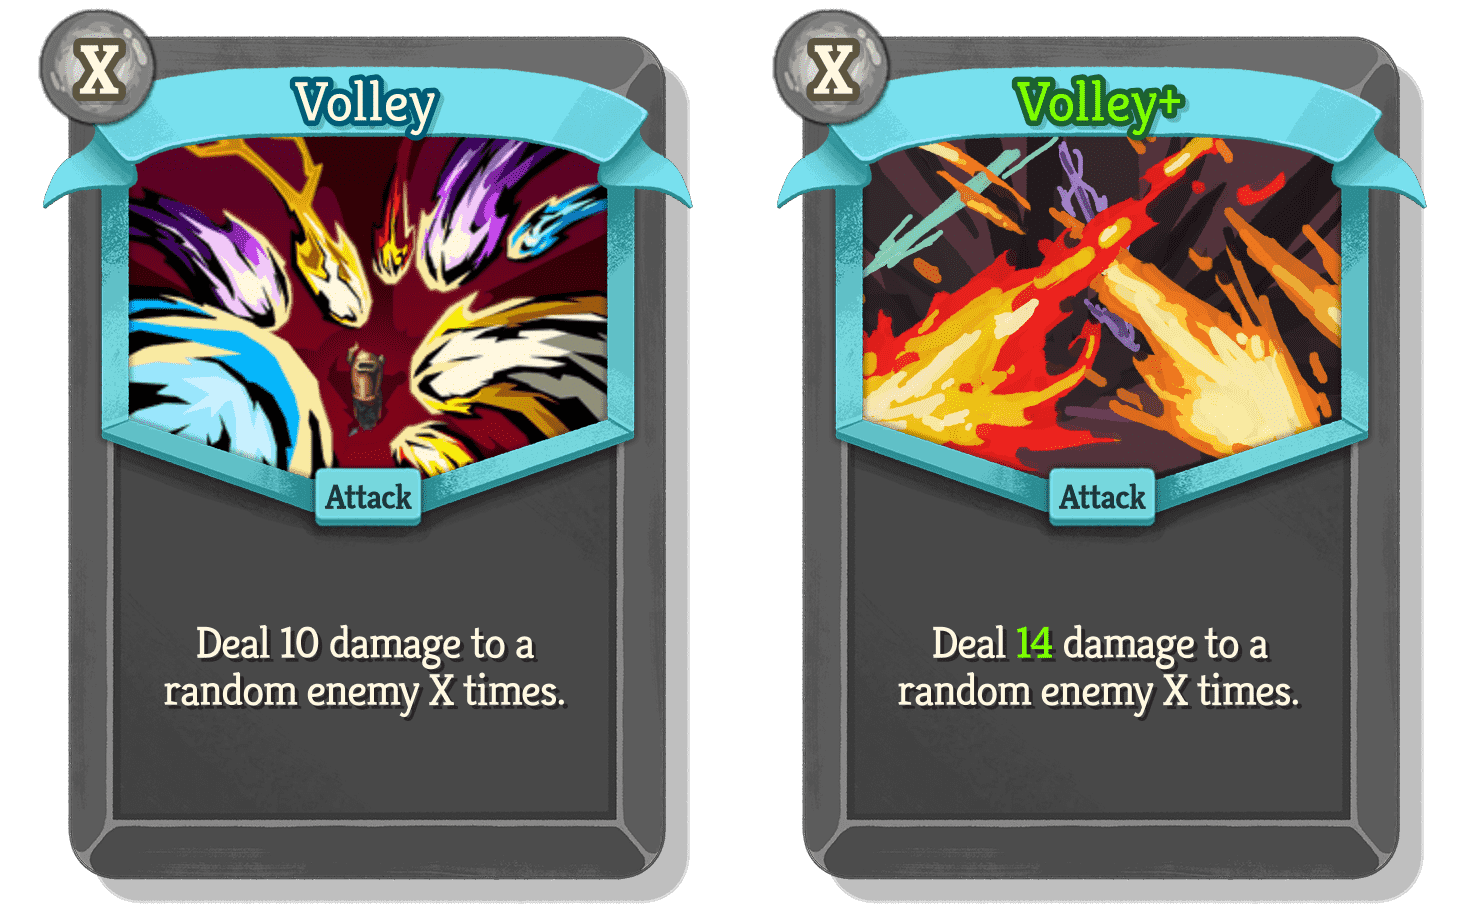 X
Volley
Attack
Deal 10 damage to a
random enemy X times.
X
Volley+
Attack
Deal 14 damage to a
random enemy X times.